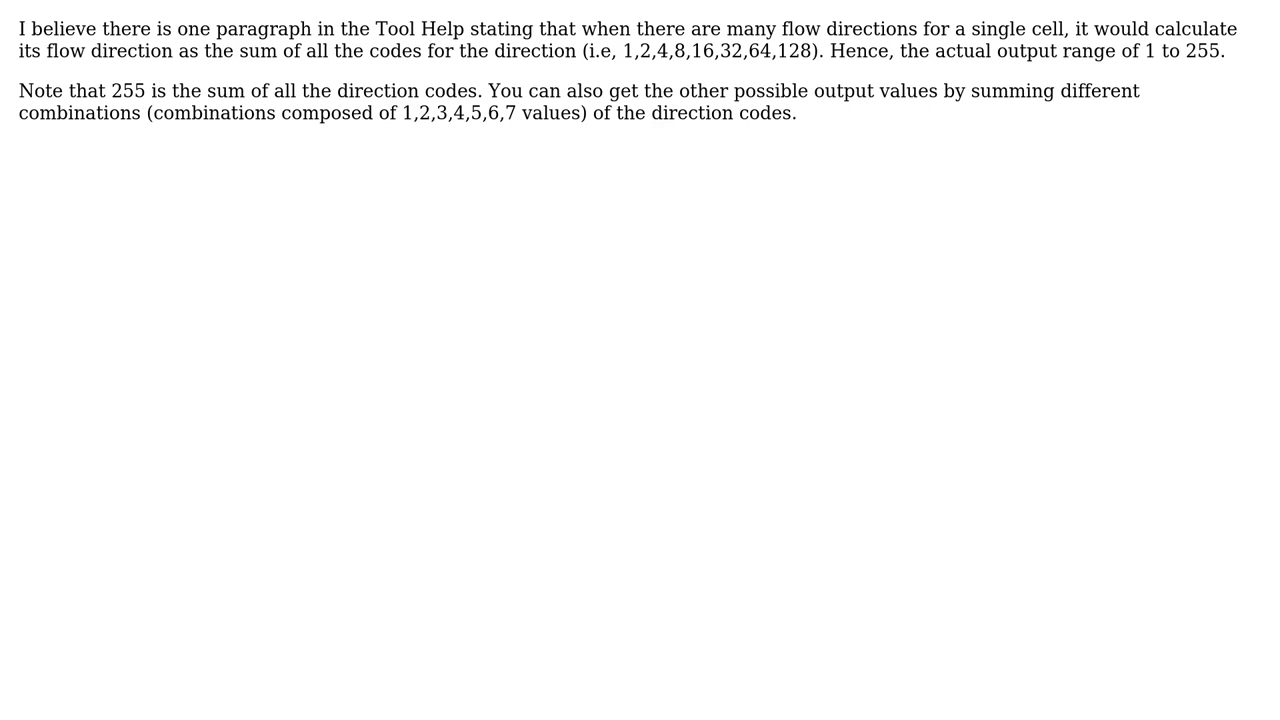 I believe there is one paragraph in the Tool Help stating that when there are many flow directions for a single cell, it would calculate
its flow direction as the sum of all the codes for the direction (i.e, 1,2,4,8,16,32,64,128). Hence, the actual output range of 1 to 255.
Note that 255 is the sum of all the direction codes. You can also get the other possible output values by summing different
combinations (combinations composed of 1,2,3,4,5,6,7 values) of the direction codes.